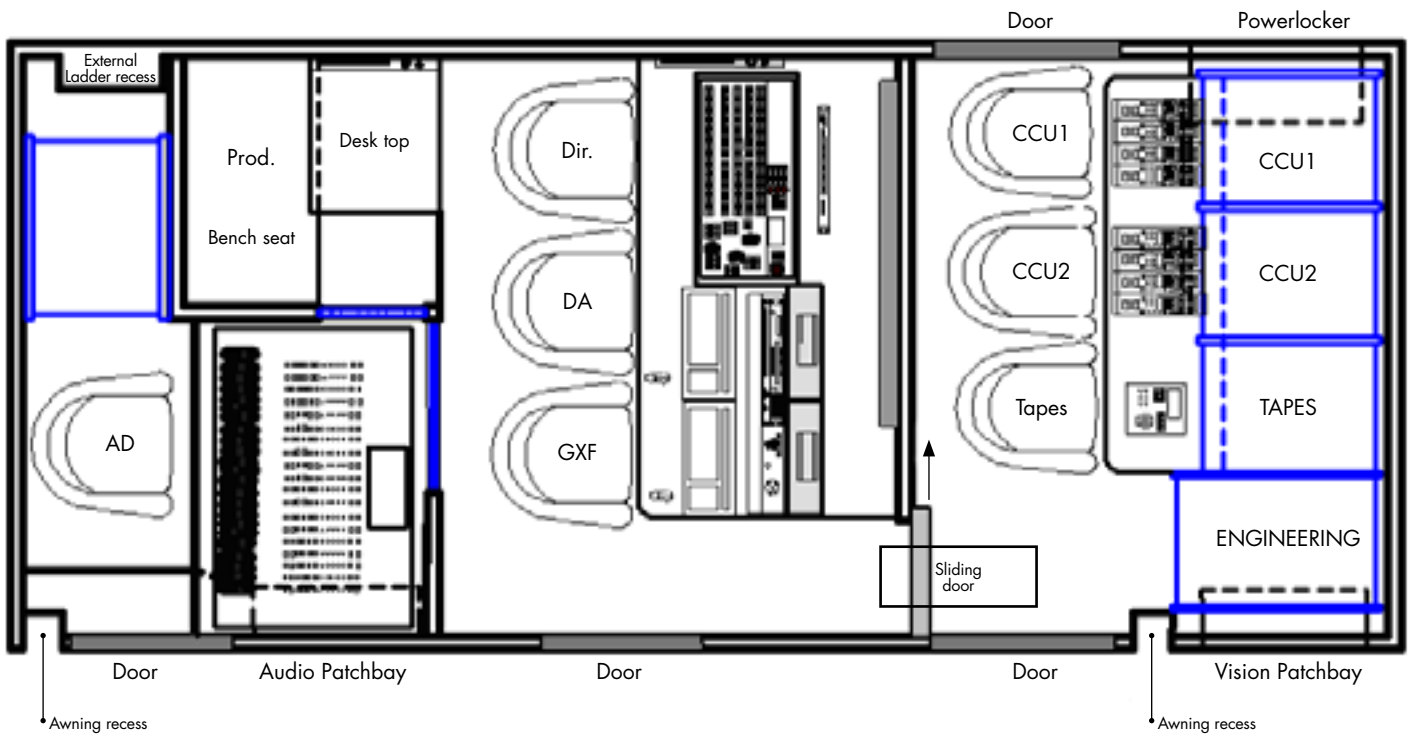 Door
Powerlocker
External
Ladder recess
Prod.
Desk top
Bench seat
Dir.
DA
GXF
AD
CCU1
CCU2
Tapes
CCU1
CCU2
TAPES
ENGINEERING
Sliding
door
Door
Audio Patchbay
Door
Door
Vision Patchbay
Awning recess
Awning recess